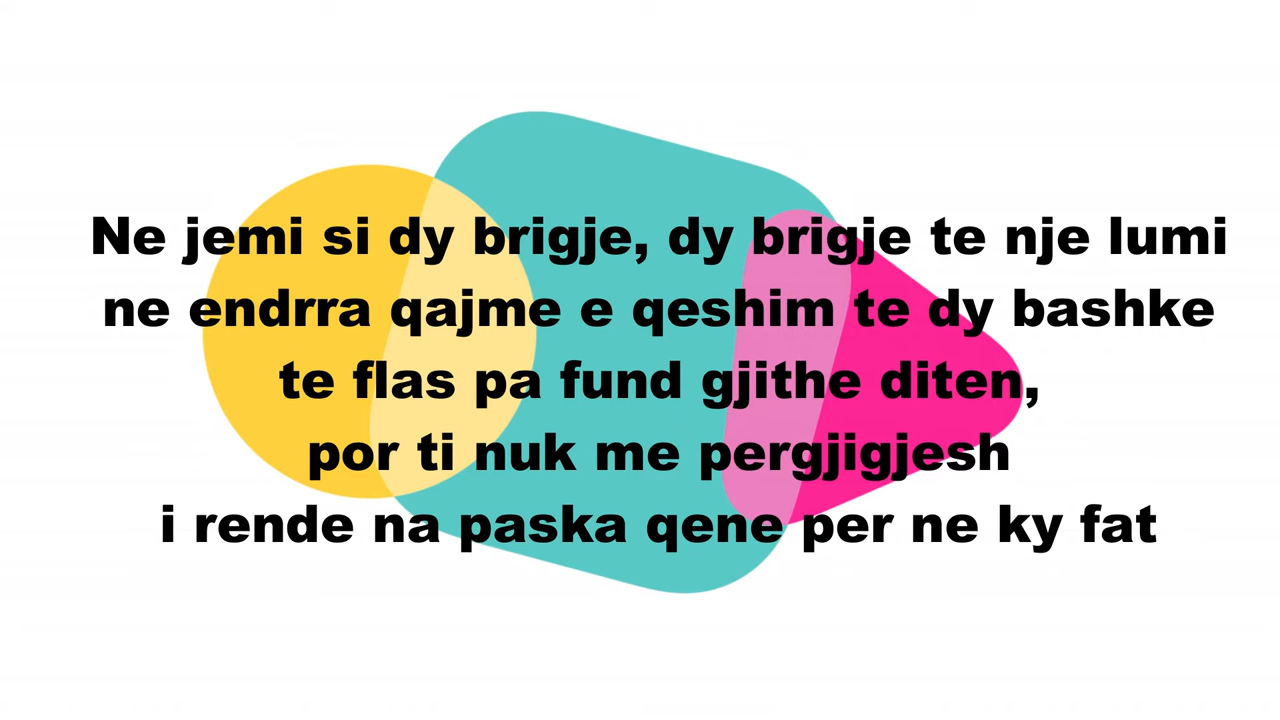 Ne jemi si dy brigje, dy brigje te nje lumi
ne endrra qajme e qeshim te dy bashke
te flas pa fund gjithe diten,
por ti nuk me pergjigjesh
i rende na paska qene per ne ky fat